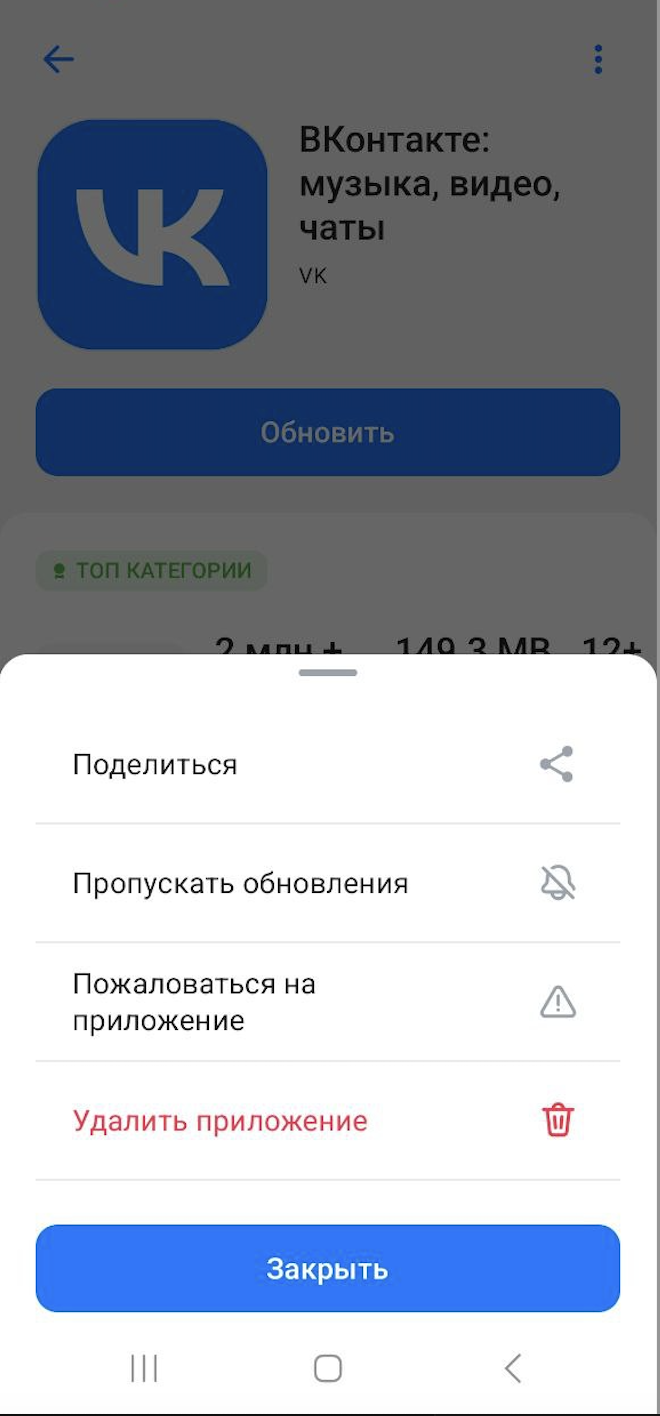 ВКонтакте:
музыка, видео,
чаты
VK
Обновить
ТОП КАТЕГОРИИ
2 млн + 149.3 MB 12+
Поделиться
Пропускать обновления
Пожаловаться на
приложение
Удалить приложение
Закрыть